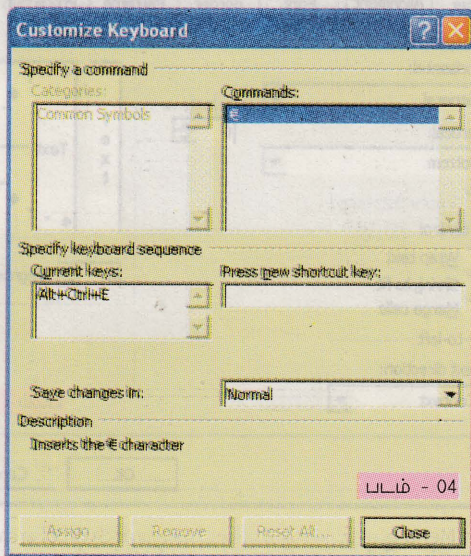 Customize Keyboard
Specify a command
Categories: Commands:
Common Symbols €
Specify keyboard sequence
Current keys: Press new shortcut key:
Alt+Ctrl+E
Save changes in: Normal
Description
Inserts the € character
படம் - 04
Assign Remove Reset All... Close